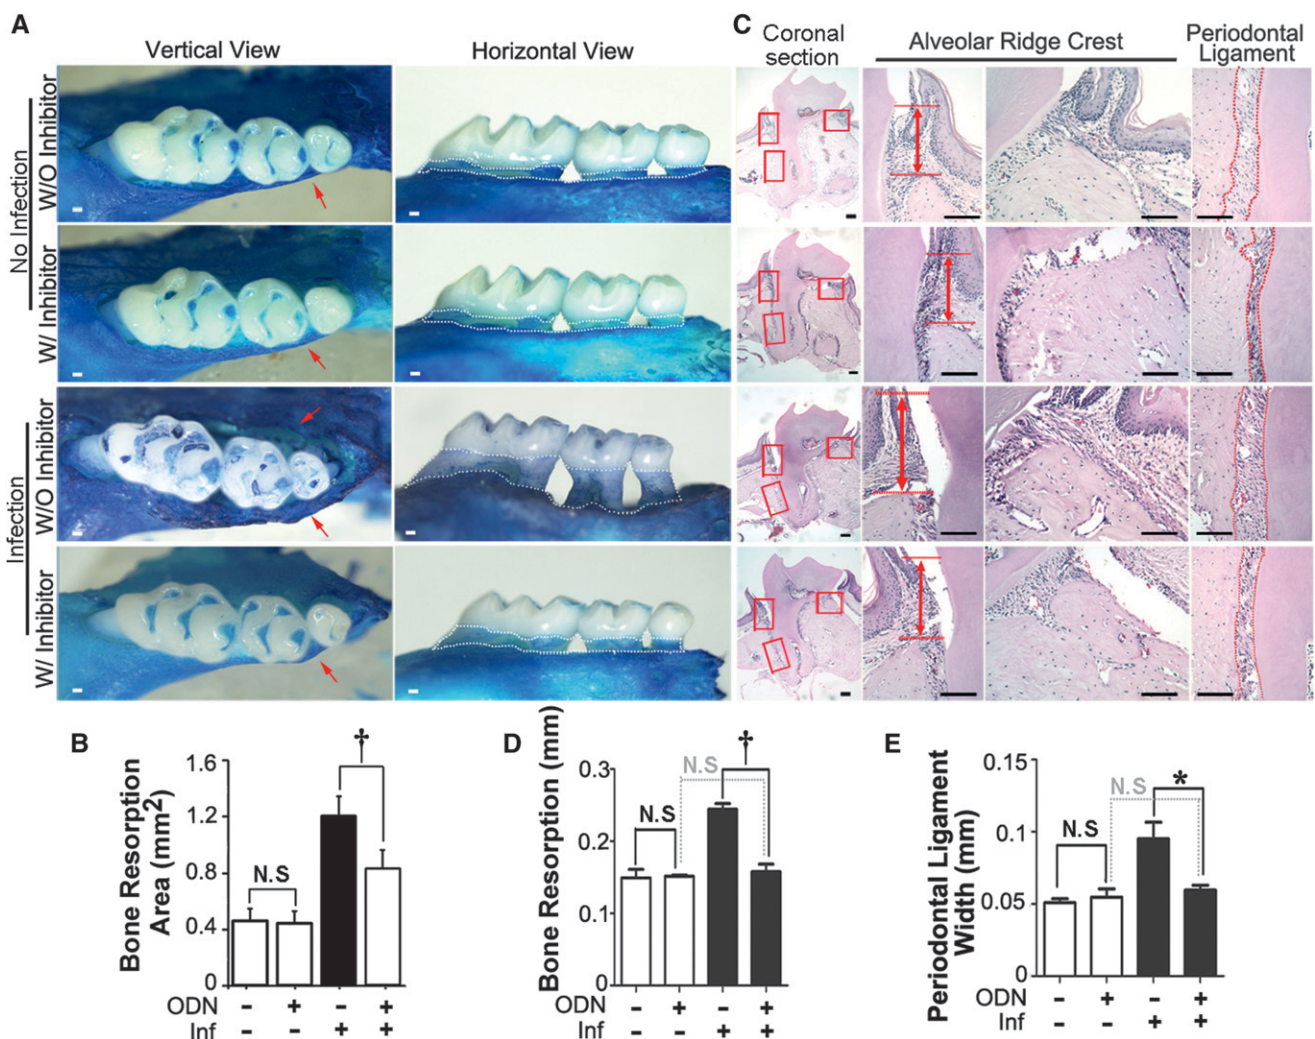 A
Vertical View
Horizontal View
C
Coronal
section
Alveolar Ridge Crest
Periodontal
Ligament
No Infection
W/O Inhibitor
W/ Inhibitor
Infection
W/O Inhibitor
W/ Inhibitor
B
Bone Resorption
Area (mm2)
1.6
1.2
0.8
0.4
0
N.S
†
ODN - + - +
Inf - - + +
D
Bone Resorption (mm)
0.3
0.2
0.1
0
N.S
N.S
†
ODN - + - +
Inf - - + +
E
Periodontal Ligament
Width (mm)
0.15
0.1
0.05
0
N.S
N.S
*
ODN - + - +
Inf - - + +